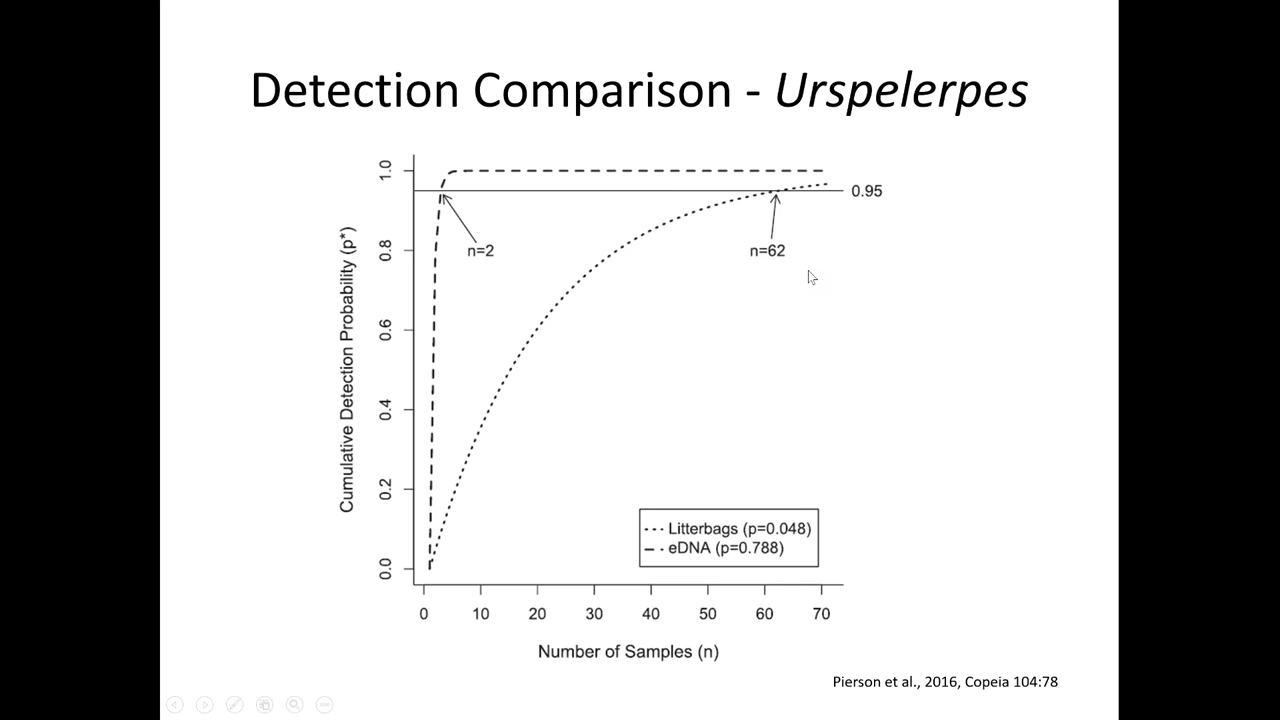 Detection Comparison - Urspelerpes
1.0
0.95
0.8
n=2
n=62
0.6
0.4
0.2
0.0
Cumulative Detection Probability (p*)
Litterbags (p=0.048)
eDNA (p=0.788)
0 10 20 30 40 50 60 70
Number of Samples (n)
Pierson et al., 2016, Copeia 104:78